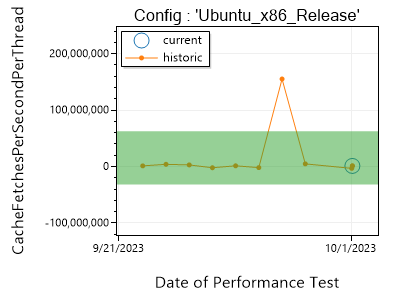 Config : 'Ubuntu_x86_Release'
CacheFetchesPerSecondPerThread
current
historic
200,000,000
100,000,000
0
-100,000,000
9/21/2023
10/1/2023
Date of Performance Test